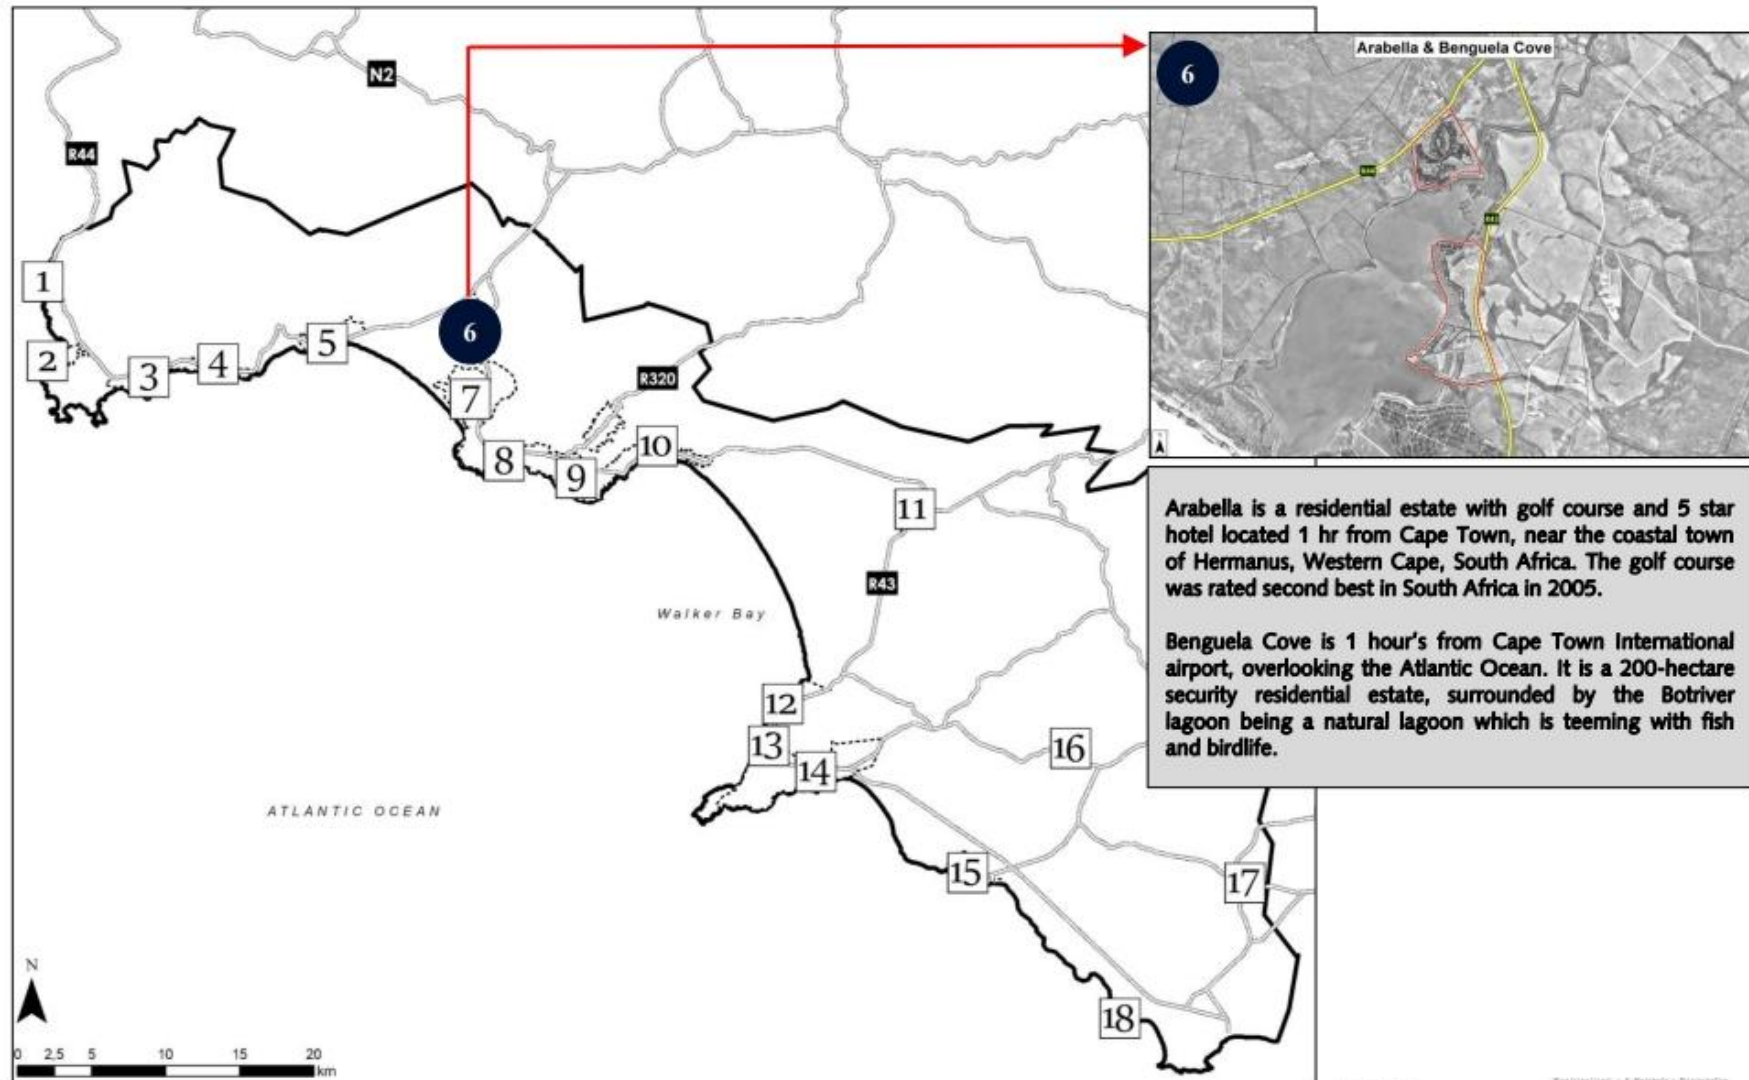 N2
R44
1
2
3
4
5
6
7
8
9
10
R320
11
R43
Walker Bay
12
13
14
16
ATLANTIC OCEAN
15
17
18
N
0 2,5 5 10 15 20
km
Arabella & Benguela Cove
6
R43
Arabella is a residential estate with golf course and 5 star
hotel located 1 hr from Cape Town, near the coastal town
of Hermanus, Western Cape, South Africa. The golf course
was rated second best in South Africa in 2005.
Benguela Cove is 1 hour's from Cape Town International
airport, overlooking the Atlantic Ocean. It is a 200-hectare
security residential estate, surrounded by the Botriver
lagoon being a natural lagoon which is teeming with fish
and birdlife.